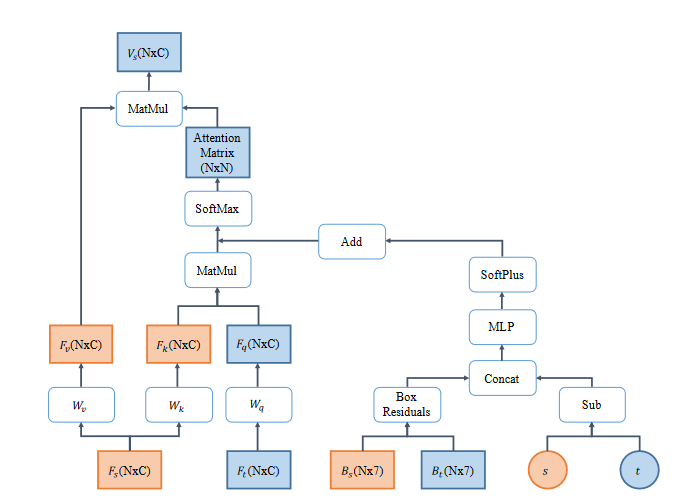 V_s(NxC)
MatMul
Attention
Matrix
(NxN)
SoftMax
Add
MatMul
SoftPlus
MLP
F_v(NxC)
F_k(NxC)
F_q(NxC)
Concat
W_v
W_k
W_q
Box
Residuals
Sub
F_s(NxC)
F_t(NxC)
B_s(Nx7)
B_t(Nx7)
s
t